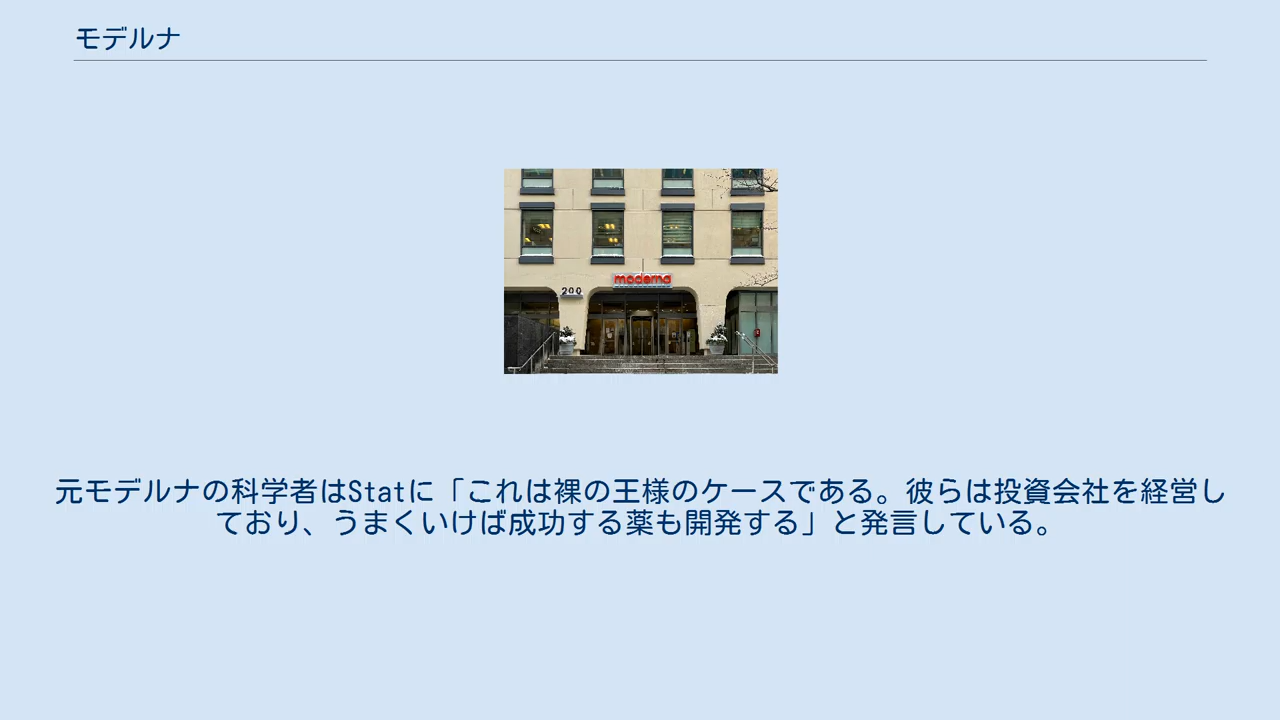 モデルナ
200
moderna
元モデルナの科学者はStatに「これは裸の王様のケースである。彼らは投資会社を経営し
ており、うまくいけば成功する薬も開発する」と発言している。